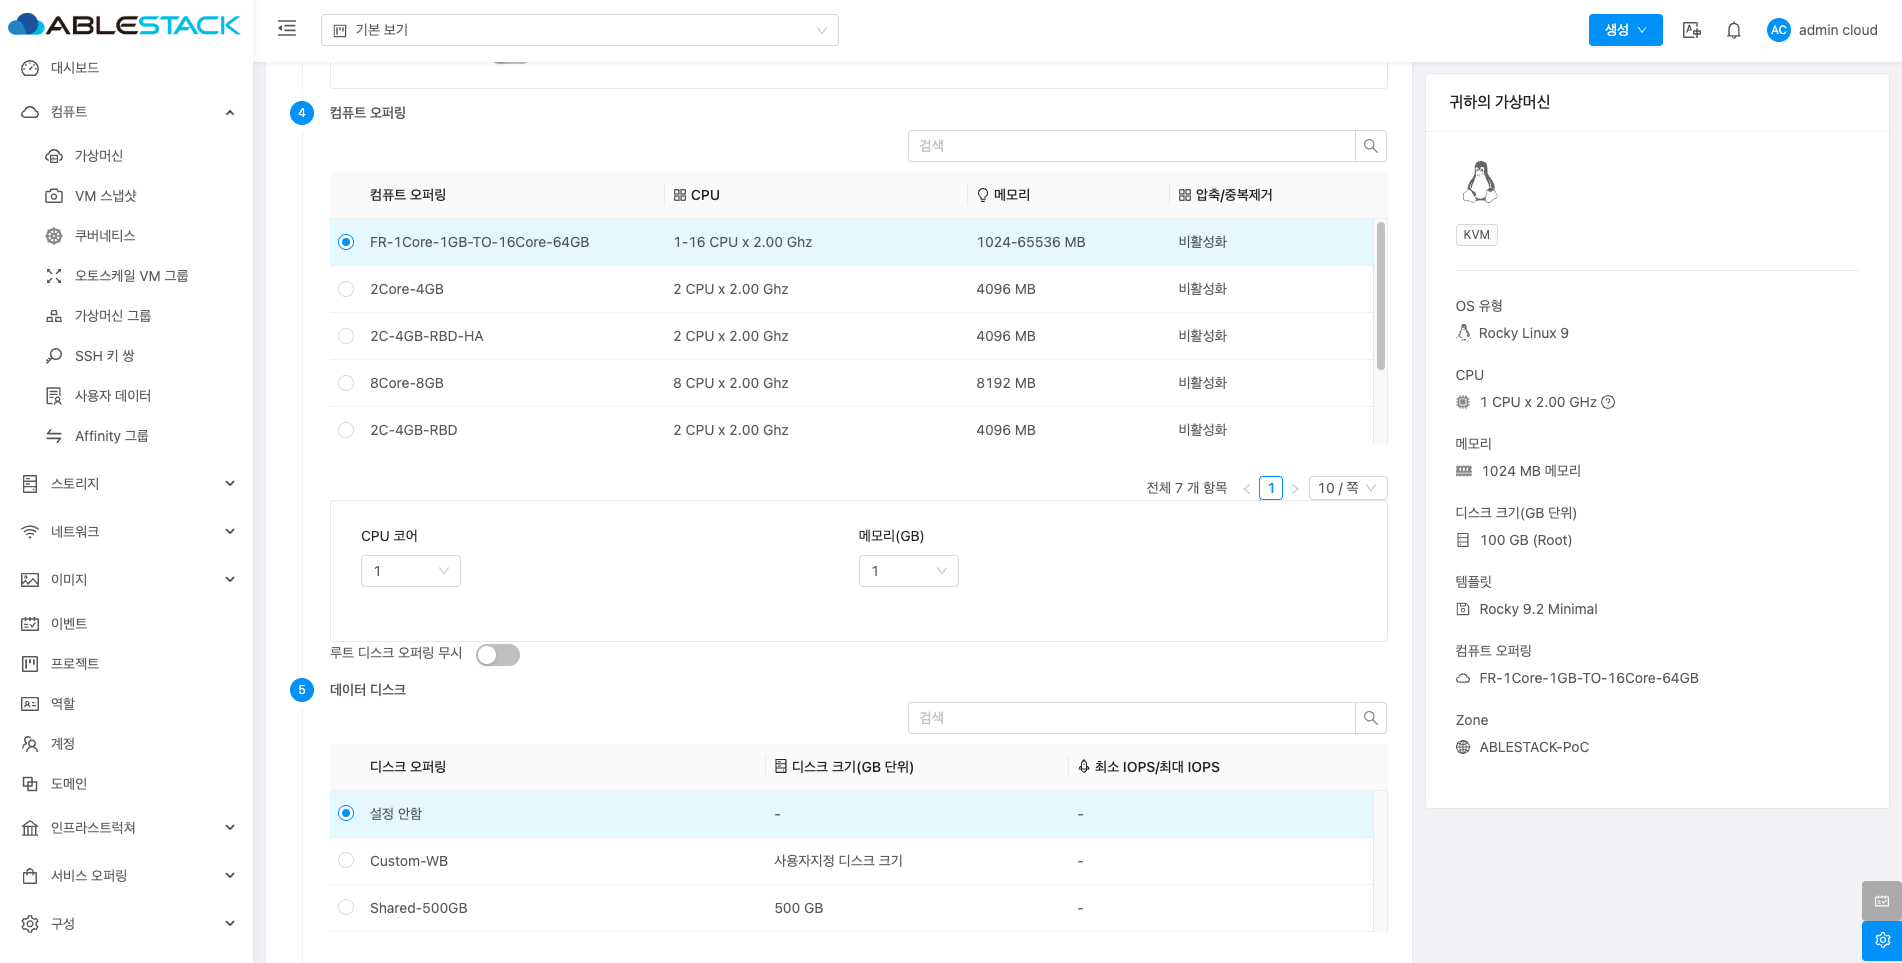 ABLESTACK
기본 보기
생성
AC admin cloud
대시보드
컴퓨트
가상머신
VM 스냅샷
쿠버네티스
오토스케일 VM 그룹
가상머신 그룹
SSH 키 쌍
사용자 데이터
Affinity 그룹
스토리지
네트워크
이미지
이벤트
프로젝트
역할
계정
도메인
인프라스트럭쳐
서비스 오퍼링
구성
4 컴퓨트 오퍼링
검색
컴퓨트 오퍼링 CPU 메모리 압축/중복제거
FR-1Core-1GB-TO-16Core-64GB 1-16 CPU x 2.00 Ghz 1024-65536 MB 비활성화
2Core-4GB 2 CPU x 2.00 Ghz 4096 MB 비활성화
2C-4GB-RBD-HA 2 CPU x 2.00 Ghz 4096 MB 비활성화
8Core-8GB 8 CPU x 2.00 Ghz 8192 MB 비활성화
2C-4GB-RBD 2 CPU x 2.00 Ghz 4096 MB 비활성화
전체 7 개 항목 < 1 > 10 / 쪽
CPU 코어 메모리(GB)
1 1
루트 디스크 오퍼링 무시
5 데이터 디스크
검색
디스크 오퍼링 디스크 크기(GB 단위) 최소 IOPS/최대 IOPS
설정 안함 - -
Custom-WB 사용자지정 디스크 크기 -
Shared-500GB 500 GB -
귀하의 가상머신
KVM
OS 유형
Rocky Linux 9
CPU
1 CPU x 2.00 GHz
메모리
1024 MB 메모리
디스크 크기(GB 단위)
100 GB (Root)
템플릿
Rocky 9.2 Minimal
컴퓨트 오퍼링
FR-1Core-1GB-TO-16Core-64GB
Zone
ABLESTACK-PoC